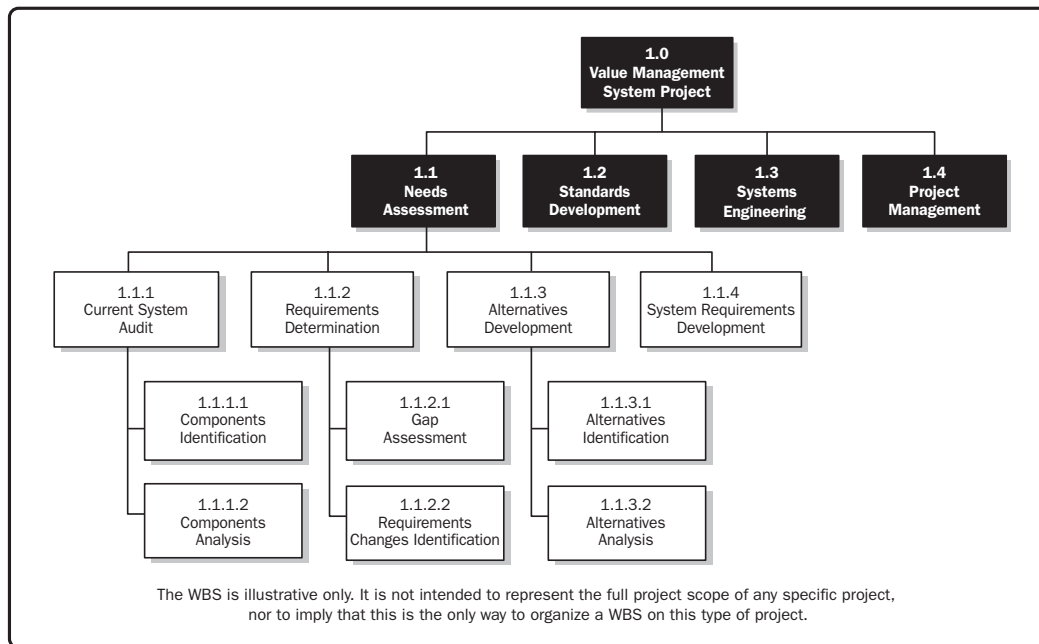 1.0
Value Management
System Project
1.1
Needs
Assessment
1.2
Standards
Development
1.3
Systems
Engineering
1.4
Project
Management
1.1.1
Current System
Audit
1.1.2
Requirements
Determination
1.1.3
Alternatives
Development
1.1.4
System Requirements
Development
1.1.1.1
Components
Identification
1.1.2.1
Gap
Assessment
1.1.3.1
Alternatives
Identification
1.1.1.2
Components
Analysis
1.1.2.2
Requirements
Changes Identification
1.1.3.2
Alternatives
Analysis
The WBS is illustrative only. It is not intended to represent the full project scope of any specific project,
nor to imply that this is the only way to organize a WBS on this type of project.